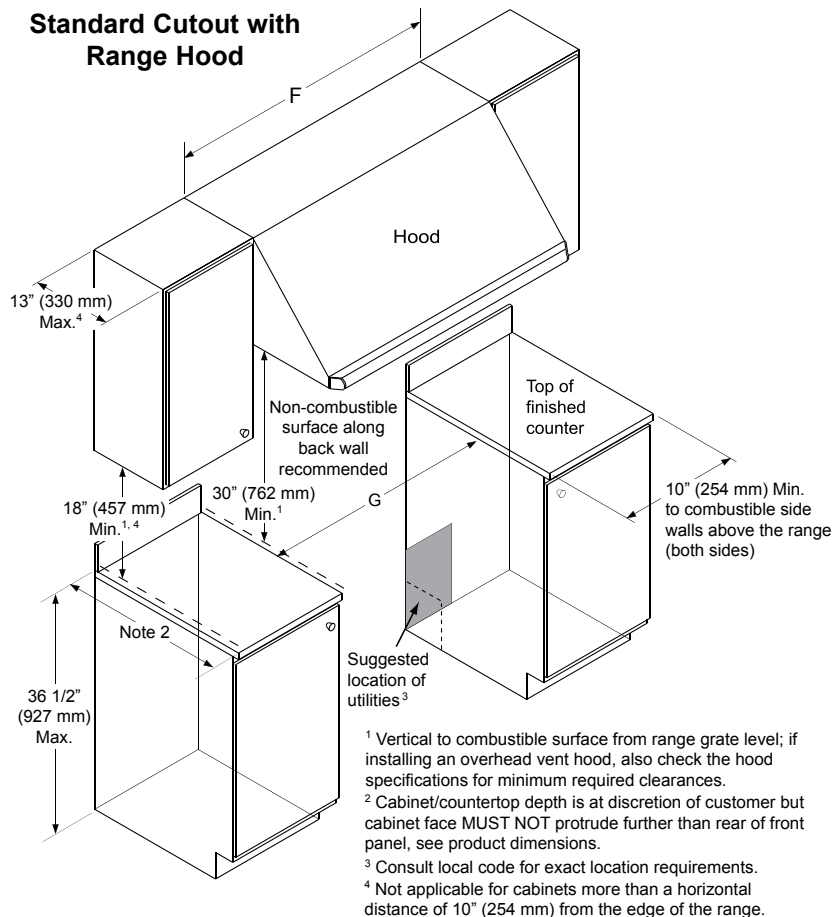 Standard Cutout with
Range Hood
F
Hood
13” (330 mm)
Max.⁴
Non-combustible
surface along
back wall
recommended
Top of
finished
counter
18” (457 mm)
Min.¹˒ ⁴
30” (762 mm)
Min.¹
G
10” (254 mm) Min.
to combustible side
walls above the range
(both sides)
Note 2
36 1/2”
(927 mm)
Max.
Suggested
location of
utilities³
¹ Vertical to combustible surface from range grate level; if
installing an overhead vent hood, also check the hood
specifications for minimum required clearances.
² Cabinet/countertop depth is at discretion of customer but
cabinet face MUST NOT protrude further than rear of front
panel, see product dimensions.
³ Consult local code for exact location requirements.
⁴ Not applicable for cabinets more than a horizontal
distance of 10” (254 mm) from the edge of the range.